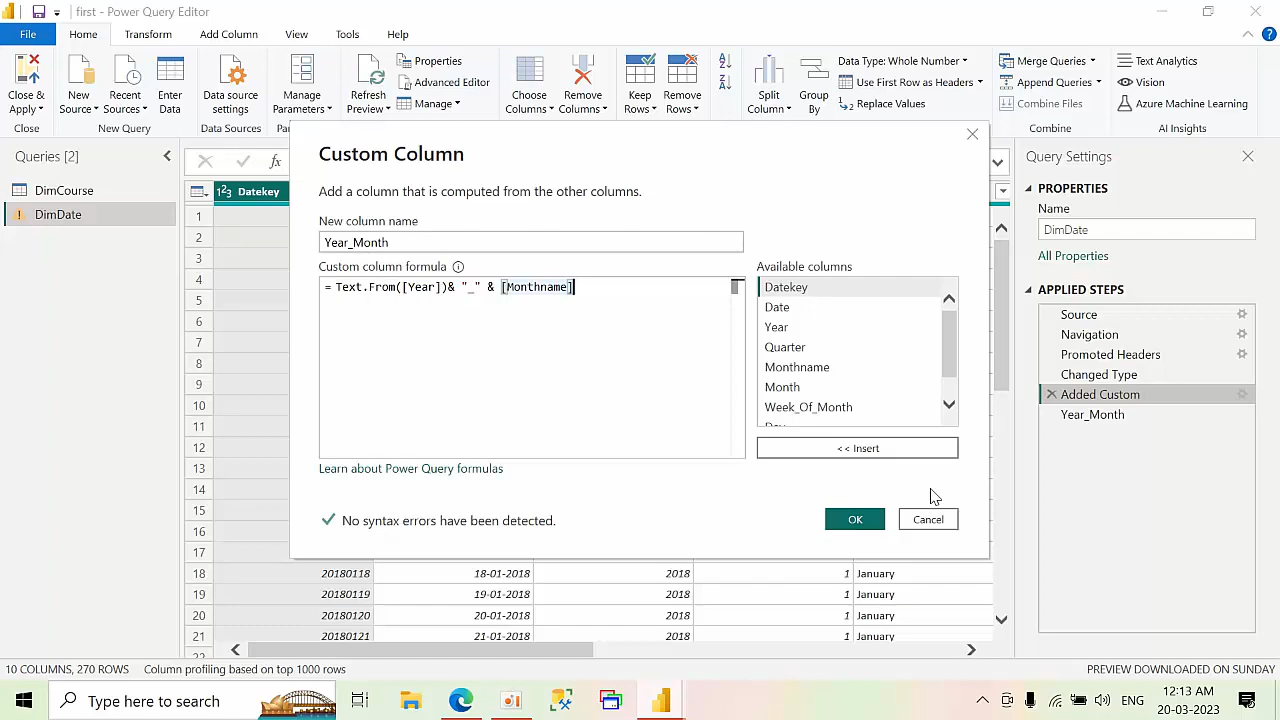 first - Power Query Editor
File Home Transform Add Column View Tools Help
Close & Apply
New Source
Recent Sources
Enter Data
Data source settings
Manage Parameters
Refresh Preview
Properties
Advanced Editor
Manage
Choose Columns
Remove Columns
Keep Rows
Remove Rows
Split Column
Group By
Data Type: Whole Number
Use First Row as Headers
Replace Values
Merge Queries
Append Queries
Combine Files
Text Analytics
Vision
Azure Machine Learning
Close New Query Data Sources Combine AI Insights
Queries [2]
DimCourse
DimDate
fx
123 Datekey
1
2
3
4
5
6
7
8
9
10
11
12
13
14
15
16
17
18 20180118 18-01-2018 2018 1 January
19 20180119 19-01-2018 2018 1 January
20 20180120 20-01-2018 2018 1 January
21 20180121 21-01-2018 2018 1 January
Custom Column
Add a column that is computed from the other columns.
New column name
Year_Month
Custom column formula
= Text.From([Year])& "_" & [Monthname]
Available columns
Datekey
Date
Year
Quarter
Monthname
Month
Week_Of_Month
<< Insert
Learn about Power Query formulas
No syntax errors have been detected.
OK Cancel
Query Settings
PROPERTIES
Name
DimDate
All Properties
APPLIED STEPS
Source
Navigation
Promoted Headers
Changed Type
Added Custom
Year_Month
10 COLUMNS, 270 ROWS Column profiling based on top 1000 rows PREVIEW DOWNLOADED ON SUNDAY
Type here to search
ENG
12:13 AM
20-03-2023